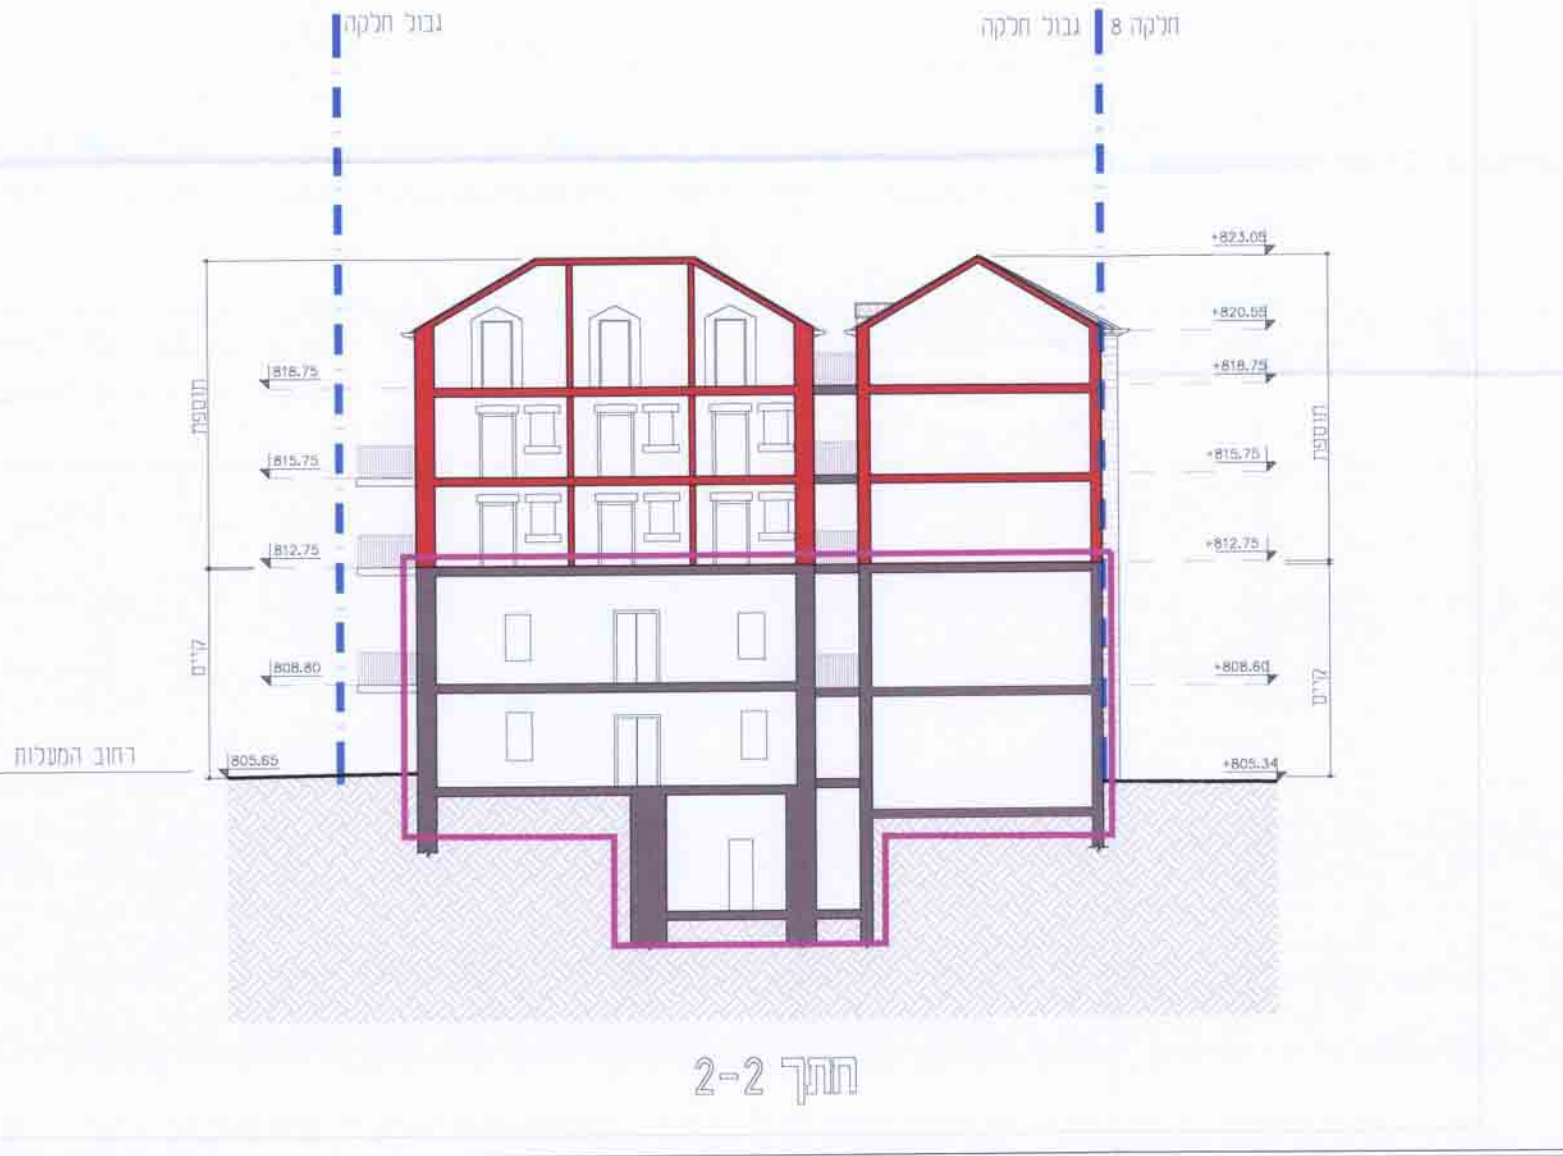 גבול חלקה
גבול חלקה
חלקה 8
+823.05
+820.55
818.75
+818.75
תוספת
תוספת
815.75
+815.75
812.75
+812.75
קיים
קיים
808.80
+808.60
רחוב המעלות
805.65
+805.34
חתך 2-2